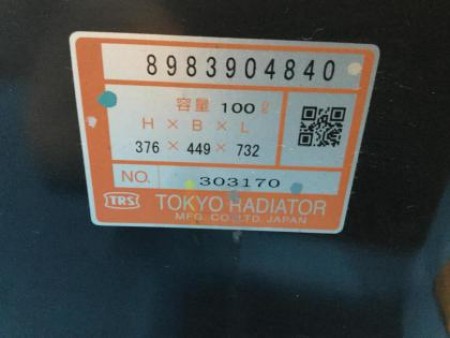 8983904840
容量 100ℓ
H × B × L
376 × 449 × 732
NO. 303170
TRS TOKYO RADIATOR
MFG. CO.,LTD. JAPAN